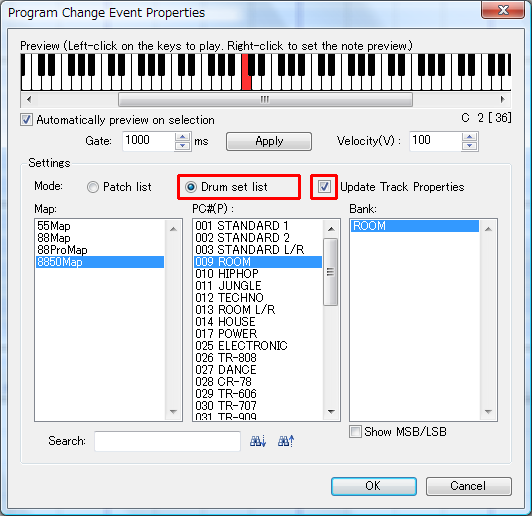 Program Change Event Properties
Preview (Left-click on the keys to play. Right-click to set the note preview.)
Automatically preview on selection
C 2 [ 36]
Gate: 1000 ms Apply Velocity(V) : 100
Settings
Mode: Patch list Drum set list Update Track Properties
Map: PC#(P) : Bank:
55Map
88Map
88ProMap
8850Map
001 STANDARD 1
002 STANDARD 2
003 STANDARD L/R
009 ROOM
010 HIPHOP
011 JUNGLE
012 TECHNO
013 ROOM L/R
014 HOUSE
017 POWER
025 ELECTRONIC
026 TR-808
027 DANCE
028 CR-78
029 TR-606
030 TR-707
031 TR-909
ROOM
Show MSB/LSB
Search:
OK Cancel